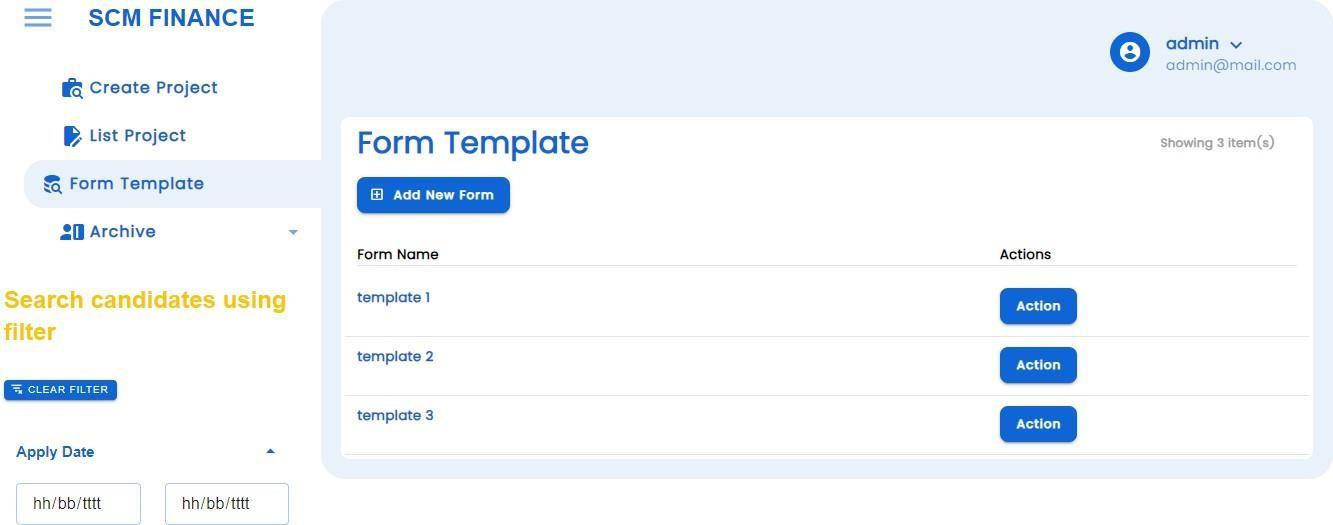 SCM FINANCE
Create Project
List Project
Form Template
Archive
Search candidates using
filter
CLEAR FILTER
Apply Date
hh/bb/tttt hh/bb/tttt
admin
admin@mail.com
Form Template
Showing 3 item(s)
Add New Form
Form Name Actions
template 1 Action
template 2 Action
template 3 Action